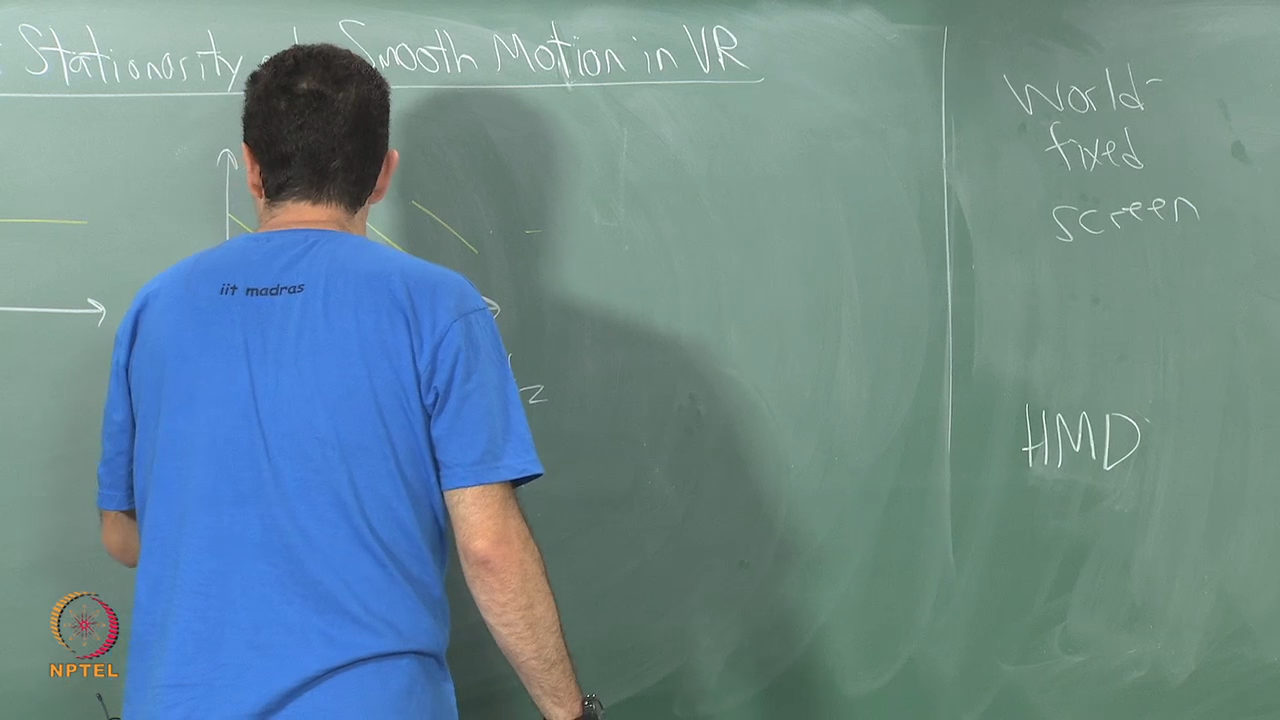 : Stationarity Smooth Motion in VR
World-
fixed
screen
iit madras
z
HMD
NPTEL